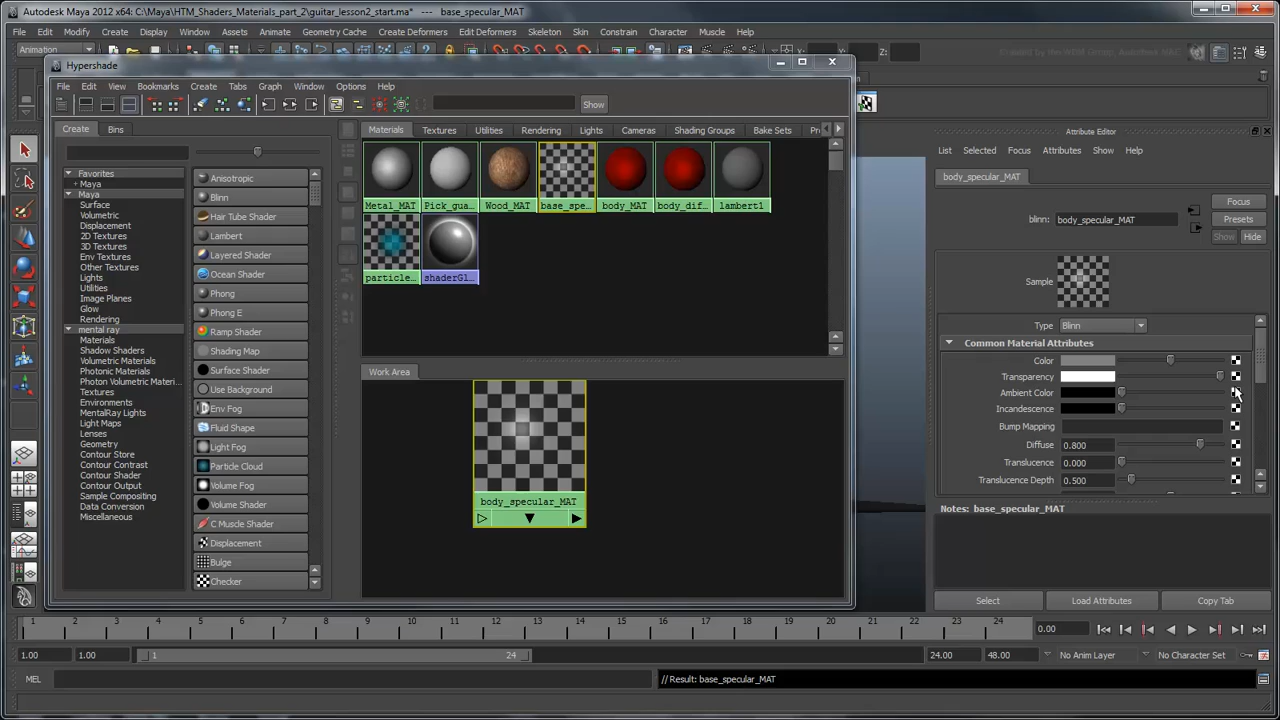 Autodesk Maya 2012 x64: C:\Maya\HTM_Shaders_Materials_part_2\guitar_lesson2_start.ma* --- base_specular_MAT
File Edit Modify Create Display Window Assets Animate Geometry Cache Create Deformers Edit Deformers Skeleton Skin Constrain Character Muscle Help
Animation
Hypershade
File Edit View Bookmarks Create Tabs Graph Window Options Help
Show
Create Bins
Favorites
Maya
Maya
Surface
Volumetric
Displacement
2D Textures
3D Textures
Env Textures
Other Textures
Lights
Utilities
Image Planes
Glow
Rendering
mental ray
Materials
Shadow Shaders
Volumetric Materials
Photonic Materials
Photon Volumetric Materi...
Textures
Environments
MentalRay Lights
Light Maps
Lenses
Geometry
Contour Store
Contour Contrast
Contour Shader
Contour Output
Sample Compositing
Data Conversion
Miscellaneous
Anisotropic
Blinn
Hair Tube Shader
Lambert
Layered Shader
Ocean Shader
Phong
Phong E
Ramp Shader
Shading Map
Surface Shader
Use Background
Env Fog
Fluid Shape
Light Fog
Particle Cloud
Volume Fog
Volume Shader
C Muscle Shader
Displacement
Bulge
Checker
Materials Textures Utilities Rendering Lights Cameras Shading Groups Bake Sets Pr
Metal_MAT Pick_gua... Wood_MAT base_spe... body_MAT body_dif... lambert1
particle... shaderGl...
Work Area
body_specular_MAT
Attribute Editor
List Selected Focus Attributes Show Help
body_specular_MAT
Focus
blinn: body_specular_MAT
Presets
Show Hide
Sample
Type Blinn
Common Material Attributes
Color
Transparency
Ambient Color
Incandescence
Bump Mapping
Diffuse 0.800
Translucence 0.000
Translucence Depth 0.500
Notes: base_specular_MAT
Select Load Attributes Copy Tab
1 2 3 4 5 6 7 8 9 10 11 12 13 14 15 16 17 18 19 20 21 22 23 24 0.00
1.00 1.00 1 24 24.00 48.00 No Anim Layer No Character Set
MEL // Result: base_specular_MAT